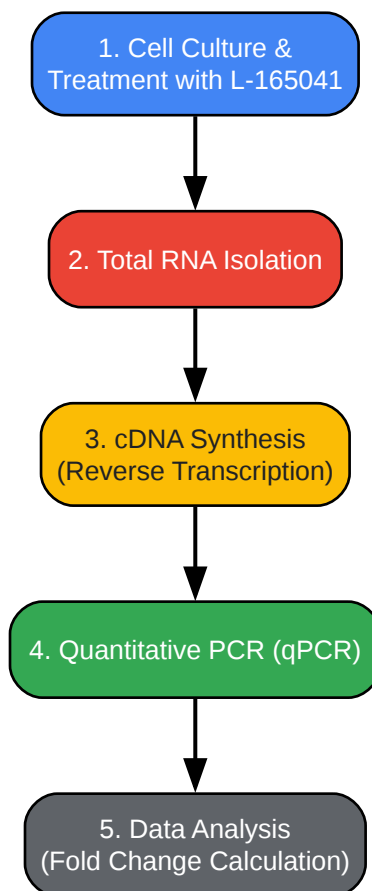 1. Cell Culture &
Treatment with L-165041
2. Total RNA Isolation
3. cDNA Synthesis
(Reverse Transcription)
4. Quantitative PCR (qPCR)
5. Data Analysis
(Fold Change Calculation)